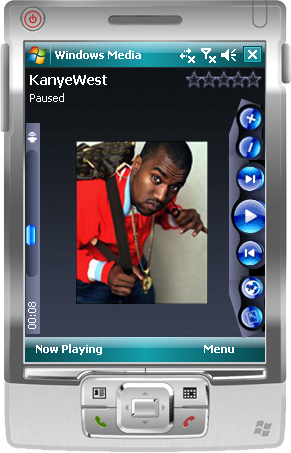 Windows Media
KanyeWest
Paused
00:08
Now Playing
Menu